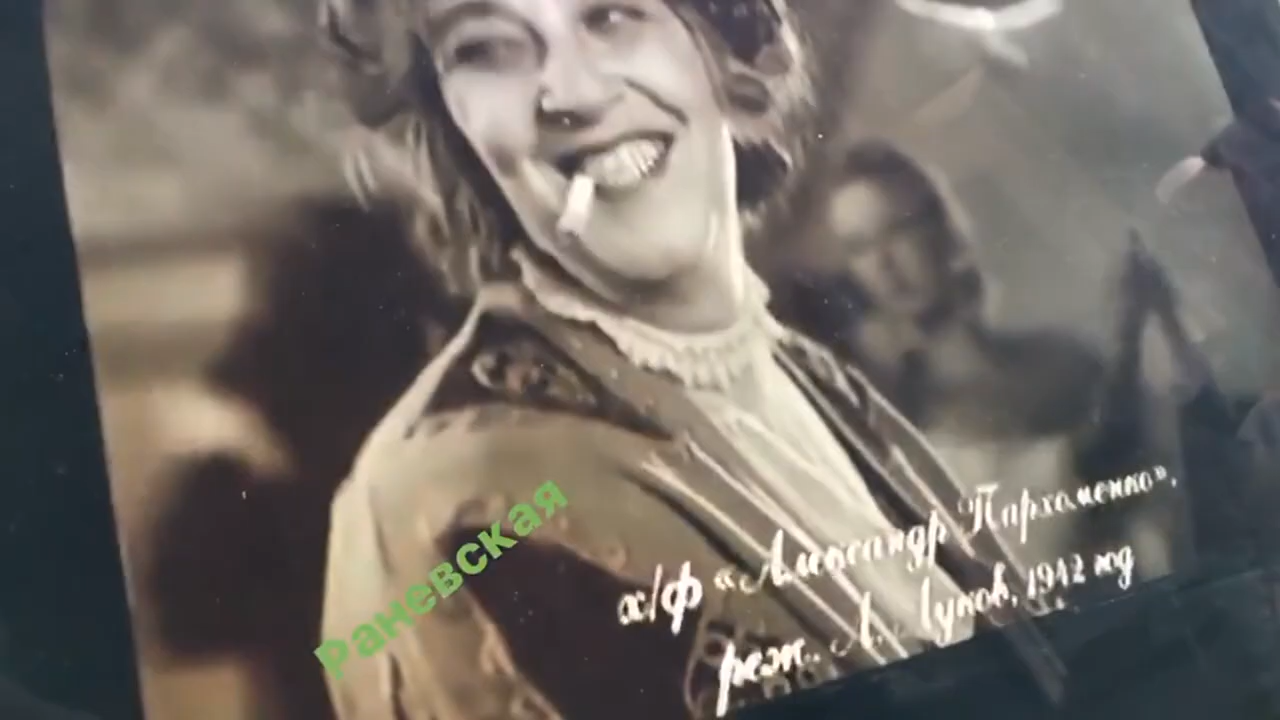 Раневская
х/ф «Александр Пархоменко»,
реж. Л. Луков, 1942 год